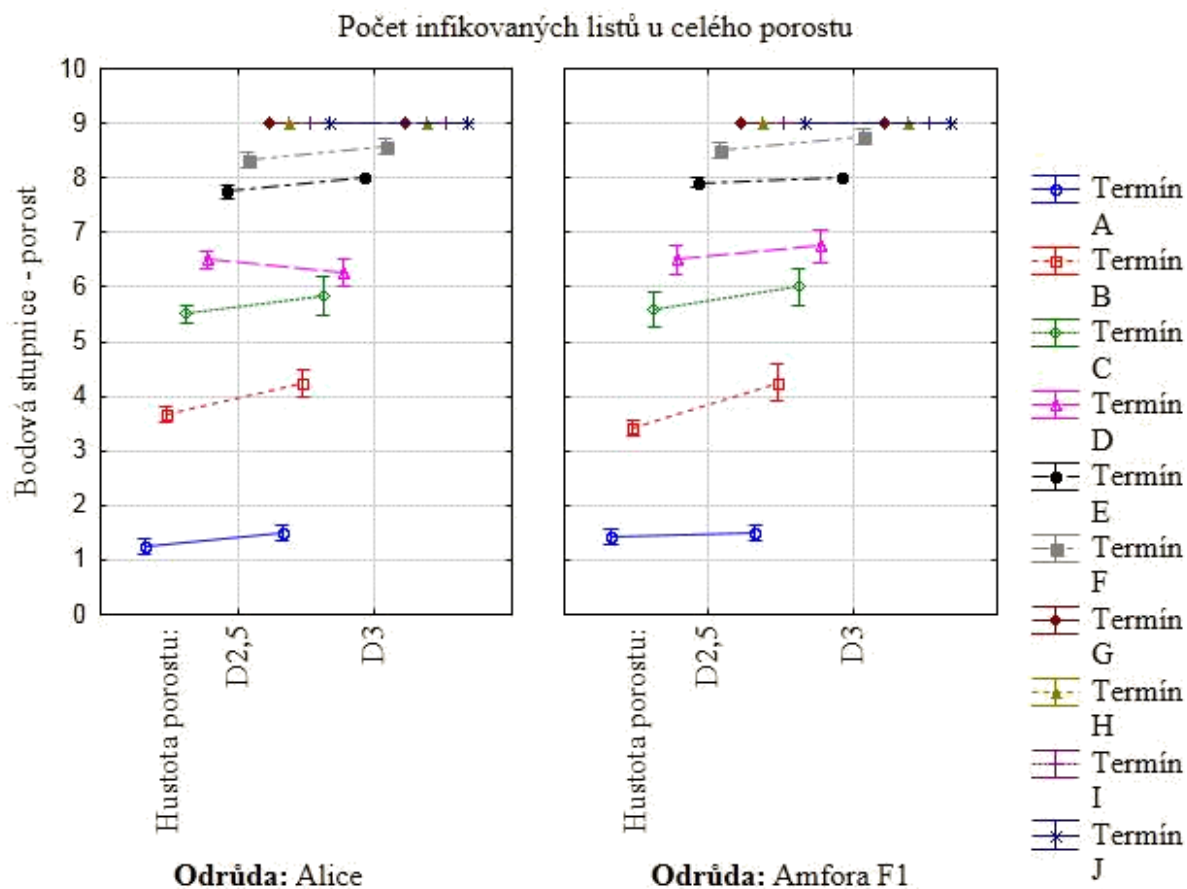 Počet infikovaných listů u celého porostu
Bodová stupnice - porost
10
9
8
7
6
5
4
3
2
1
0
Hustota porostu:
D2,5
D3
Odrůda: Alice
Hustota porostu:
D2,5
D3
Odrůda: Amfora F1
Termín
A
Termín
B
Termín
C
Termín
D
Termín
E
Termín
F
Termín
G
Termín
H
Termín
I
Termín
J